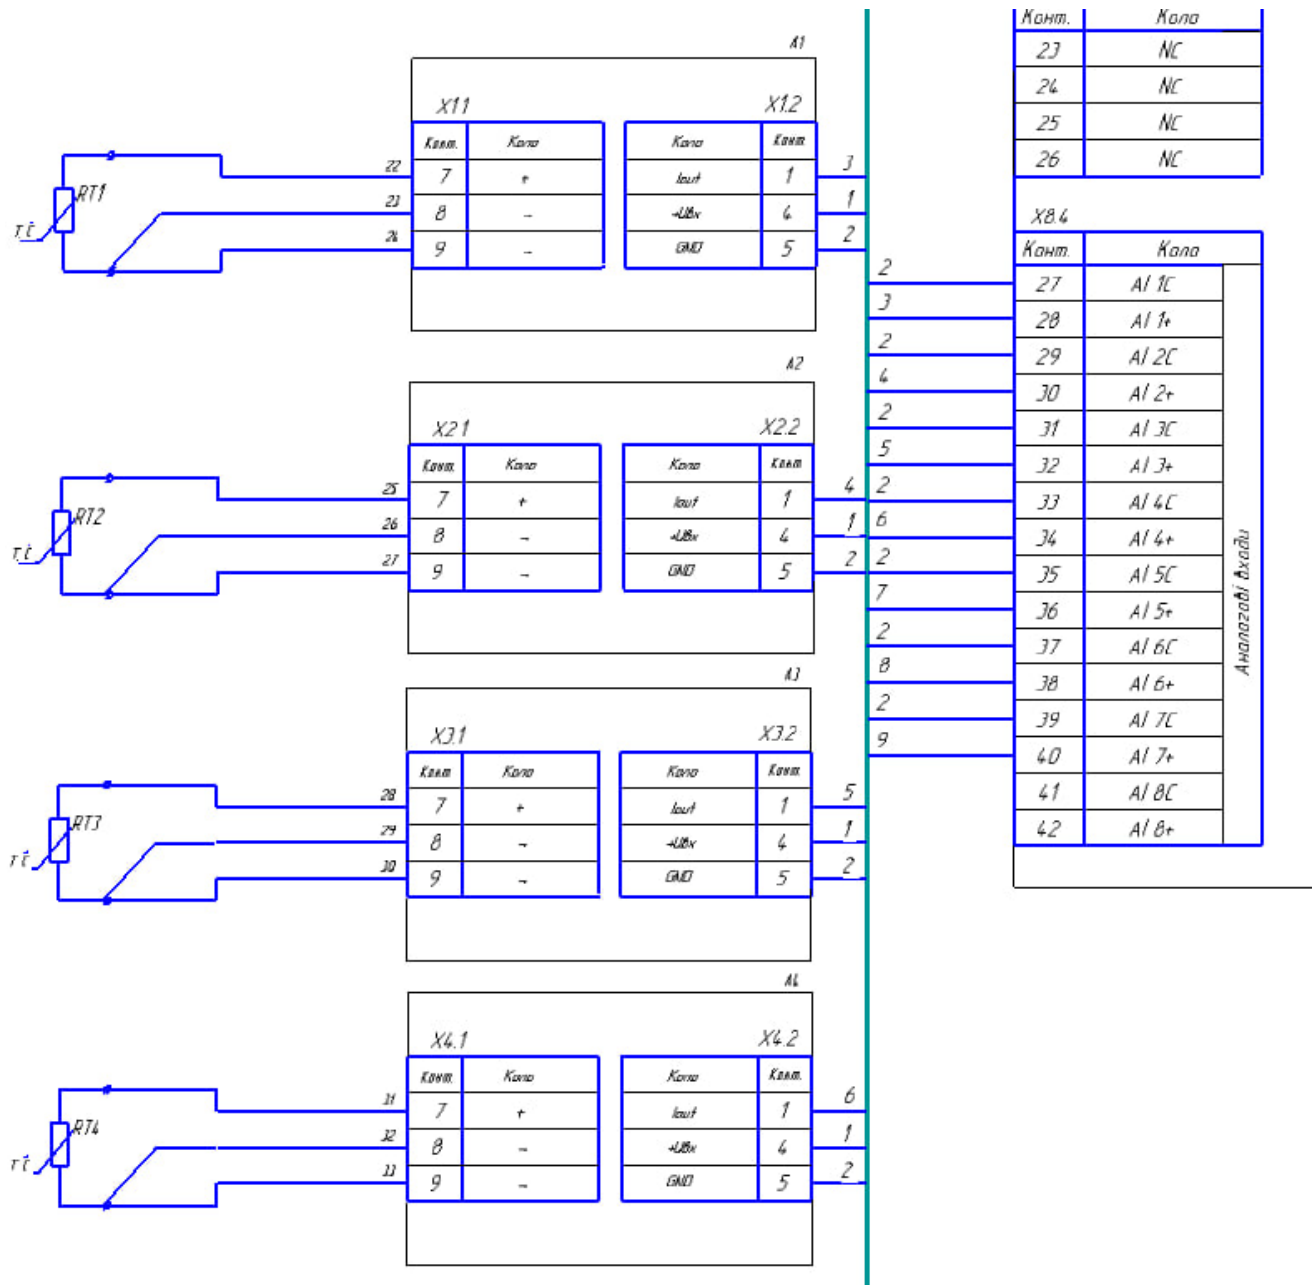 A1
X1.1
X1.2
Конт. Коло
Коло Конт.
22 7 +
Iout 1 3
23 8 -
+Uвх 4 1
24 9 -
GND 5 2
RT1
t
A2
X2.1
X2.2
Конт. Коло
Коло Конт.
25 7 +
Iout 1 4
26 8 -
+Uвх 4 1
27 9 -
GND 5 2
RT2
t
A3
X3.1
X3.2
Конт. Коло
Коло Конт.
28 7 +
Iout 1 5
29 8 -
+Uвх 4 1
30 9 -
GND 5 2
RT3
t
A4
X4.1
X4.2
Конт. Коло
Коло Конт.
31 7 +
Iout 1 6
32 8 -
+Uвх 4 1
33 9 -
GND 5 2
RT4
t
Конт. Коло
23 NC
24 NC
25 NC
26 NC
X8.4
Конт. Коло
2 27 AI 1C
3 28 AI 1+
2 29 AI 2C
4 30 AI 2+
2 31 AI 3C
5 32 AI 3+
2 33 AI 4C
6 34 AI 4+
2 35 AI 5C
7 36 AI 5+
2 37 AI 6C
8 38 AI 6+
2 39 AI 7C
9 40 AI 7+
41 AI 8C
42 AI 8+
Аналогові входи